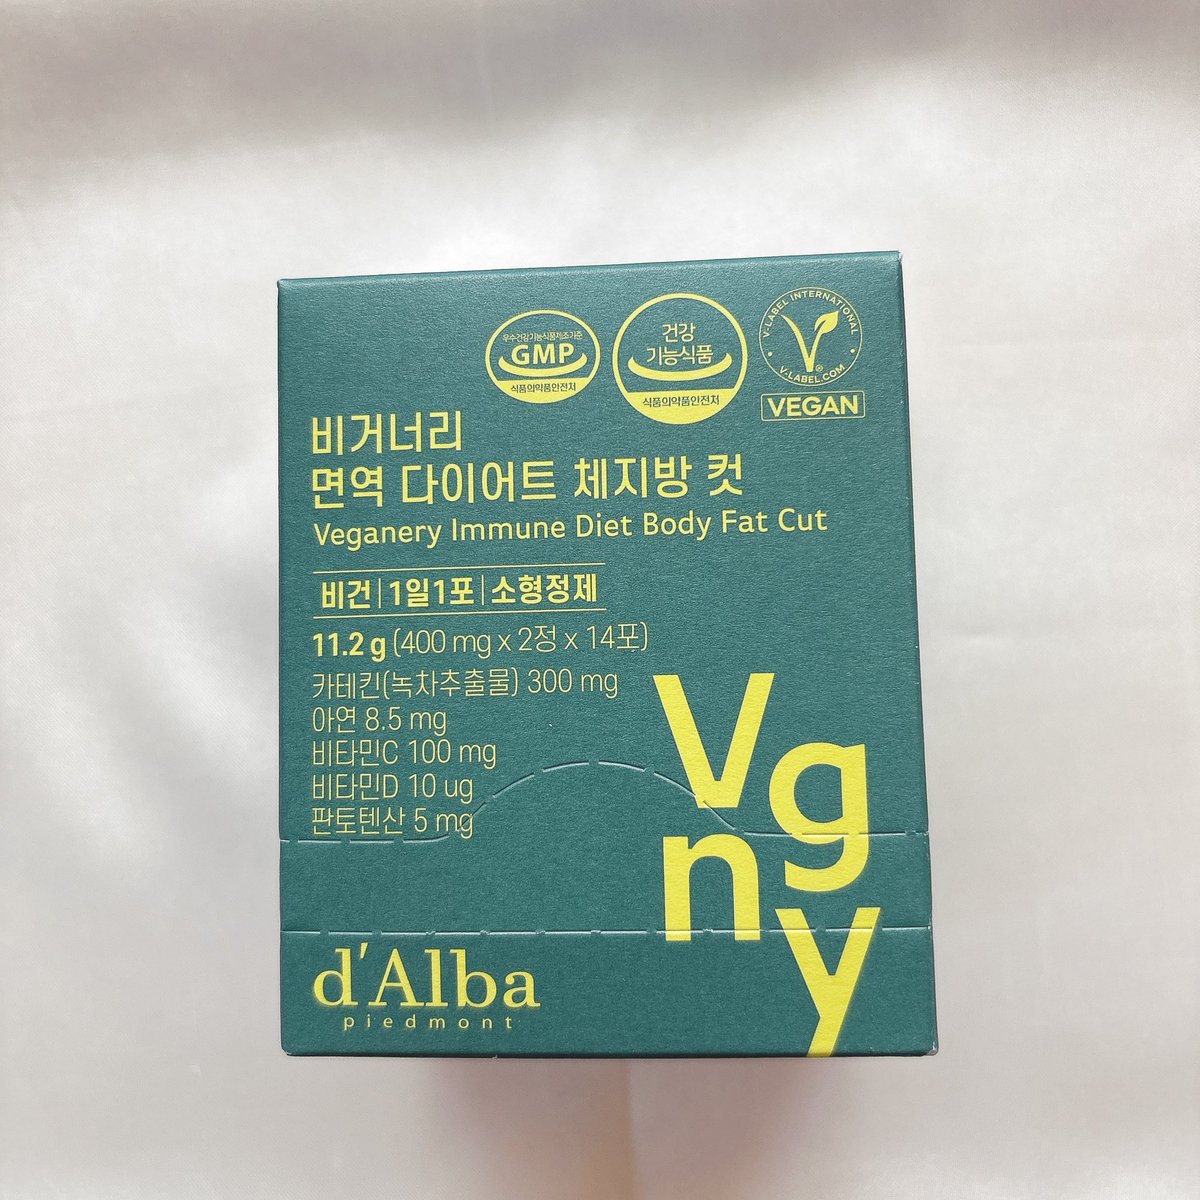 우수건강기능식품제조기준
GMP
식품의약품안전처
건강
기능식품
식품의약품안전처
V-LABEL INTERNATIONAL
V-LABEL.COM
®
VEGAN
비거너리
면역 다이어트 체지방 컷
Veganery Immune Diet Body Fat Cut
비건|1일1포|소형정제
11.2 g (400 mg x 2정 x 14포)
카테킨(녹차추출물) 300 mg
아연 8.5 mg
비타민C 100 mg
비타민D 10 ug
판토텐산 5 mg
Vg
ny
d'Alba
piedmont